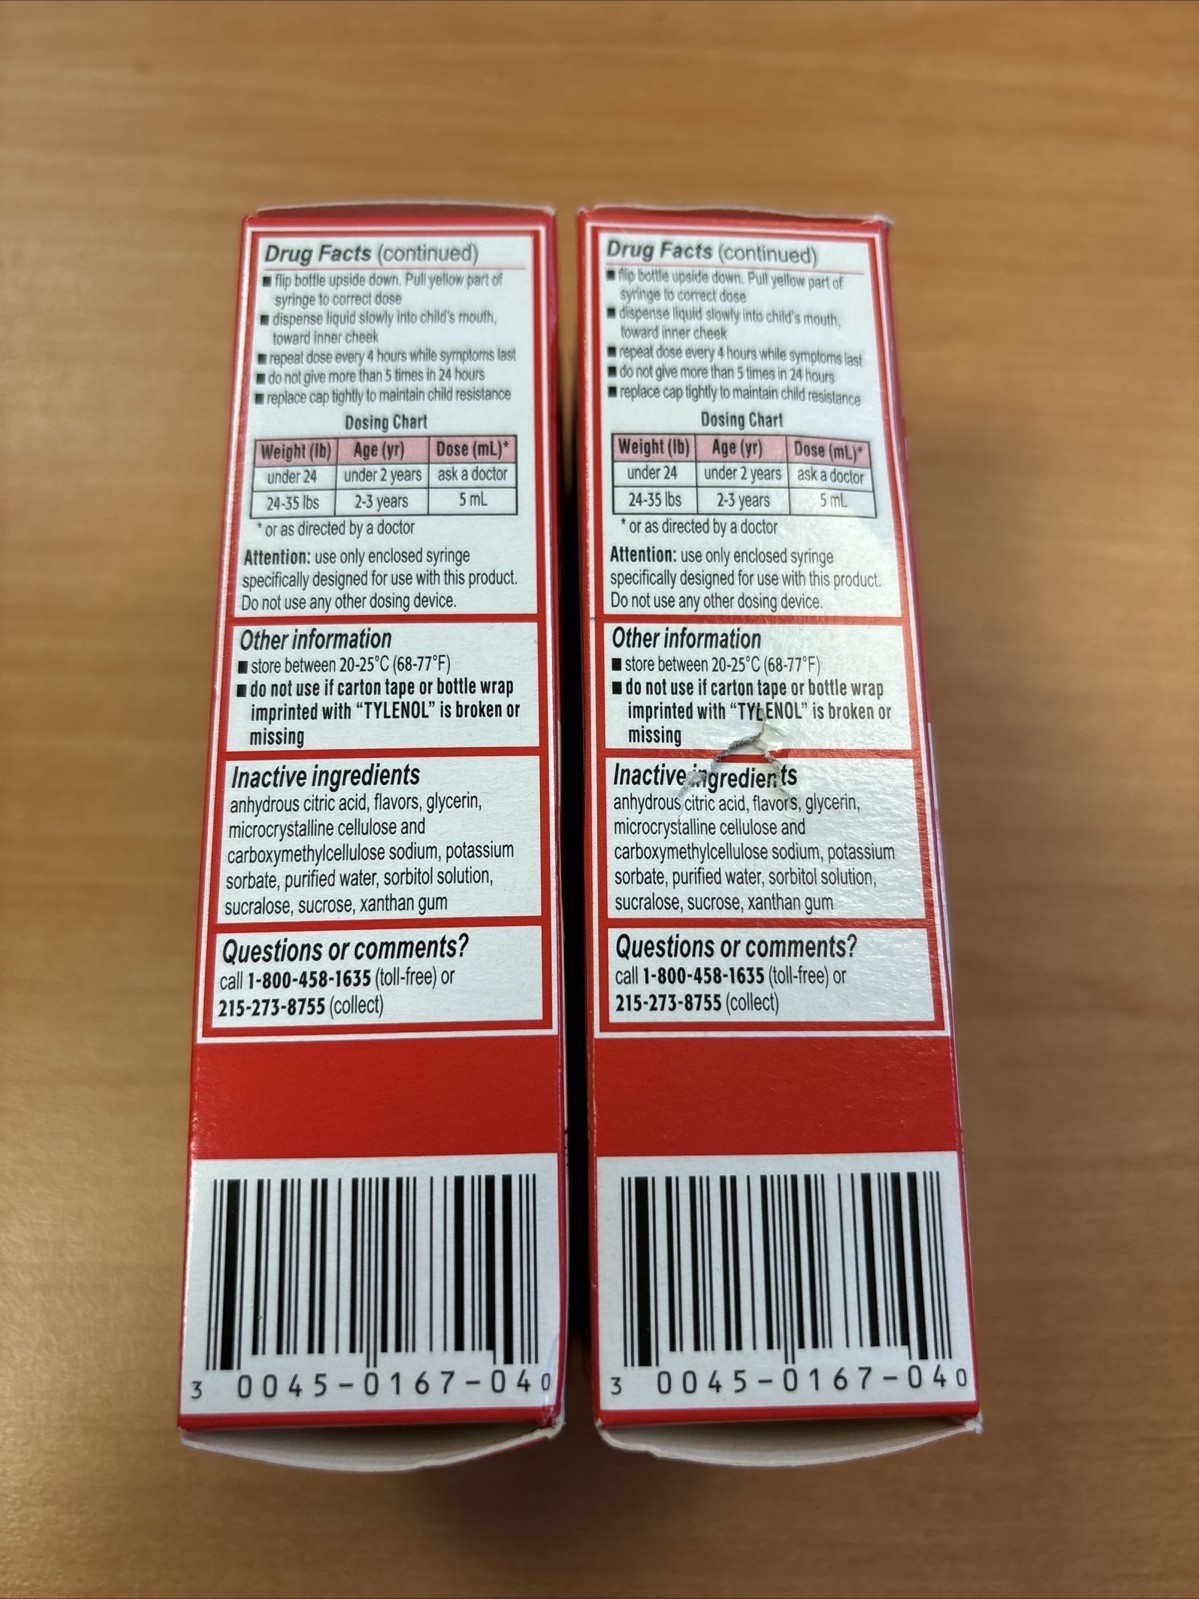 Drug Facts (continued)
■ flip bottle upside down. Pull yellow part of
syringe to correct dose
■ dispense liquid slowly into child's mouth,
toward inner cheek
■ repeat dose every 4 hours while symptoms last
■ do not give more than 5 times in 24 hours
■ replace cap tightly to maintain child resistance
Dosing Chart
Weight (lb) Age (yr) Dose (mL)*
under 24 under 2 years ask a doctor
24-35 lbs 2-3 years 5 mL
* or as directed by a doctor
Attention: use only enclosed syringe
specifically designed for use with this product.
Do not use any other dosing device.
Other information
■ store between 20-25°C (68-77°F)
■ do not use if carton tape or bottle wrap
imprinted with “TYLENOL” is broken or
missing
Inactive ingredients
anhydrous citric acid, flavors, glycerin,
microcrystalline cellulose and
carboxymethylcellulose sodium, potassium
sorbate, purified water, sorbitol solution,
sucralose, sucrose, xanthan gum
Questions or comments?
call 1-800-458-1635 (toll-free) or
215-273-8755 (collect)
3 0045-0167-04 0
Drug Facts (continued)
■ flip bottle upside down. Pull yellow part of
syringe to correct dose
■ dispense liquid slowly into child's mouth,
toward inner cheek
■ repeat dose every 4 hours while symptoms last
■ do not give more than 5 times in 24 hours
■ replace cap tightly to maintain child resistance
Dosing Chart
Weight (lb) Age (yr) Dose (mL)*
under 24 under 2 years ask a doctor
24-35 lbs 2-3 years 5 mL
* or as directed by a doctor
Attention: use only enclosed syringe
specifically designed for use with this product.
Do not use any other dosing device.
Other information
■ store between 20-25°C (68-77°F)
■ do not use if carton tape or bottle wrap
imprinted with “TYLENOL” is broken or
missing
Inactive ingredients
anhydrous citric acid, flavors, glycerin,
microcrystalline cellulose and
carboxymethylcellulose sodium, potassium
sorbate, purified water, sorbitol solution,
sucralose, sucrose, xanthan gum
Questions or comments?
call 1-800-458-1635 (toll-free) or
215-273-8755 (collect)
3 0045-0167-04 0